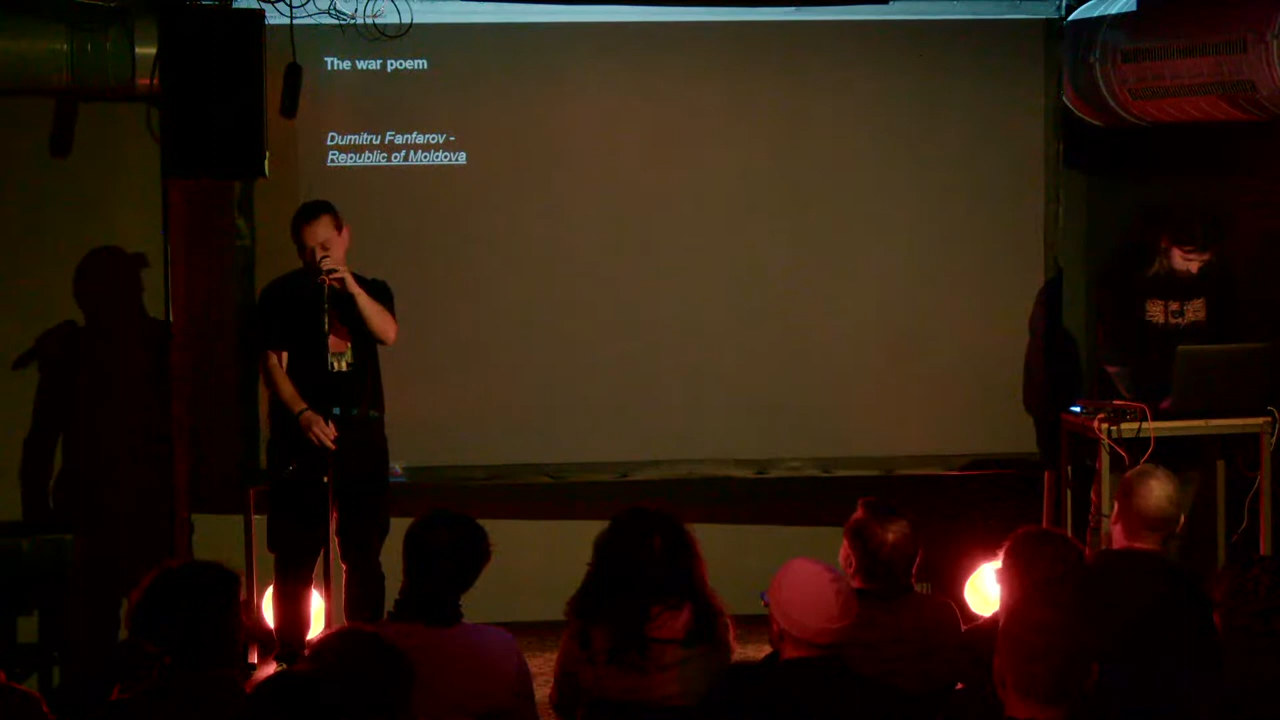 The war poem
Dumitru Fanfarov -
Republic of Moldova